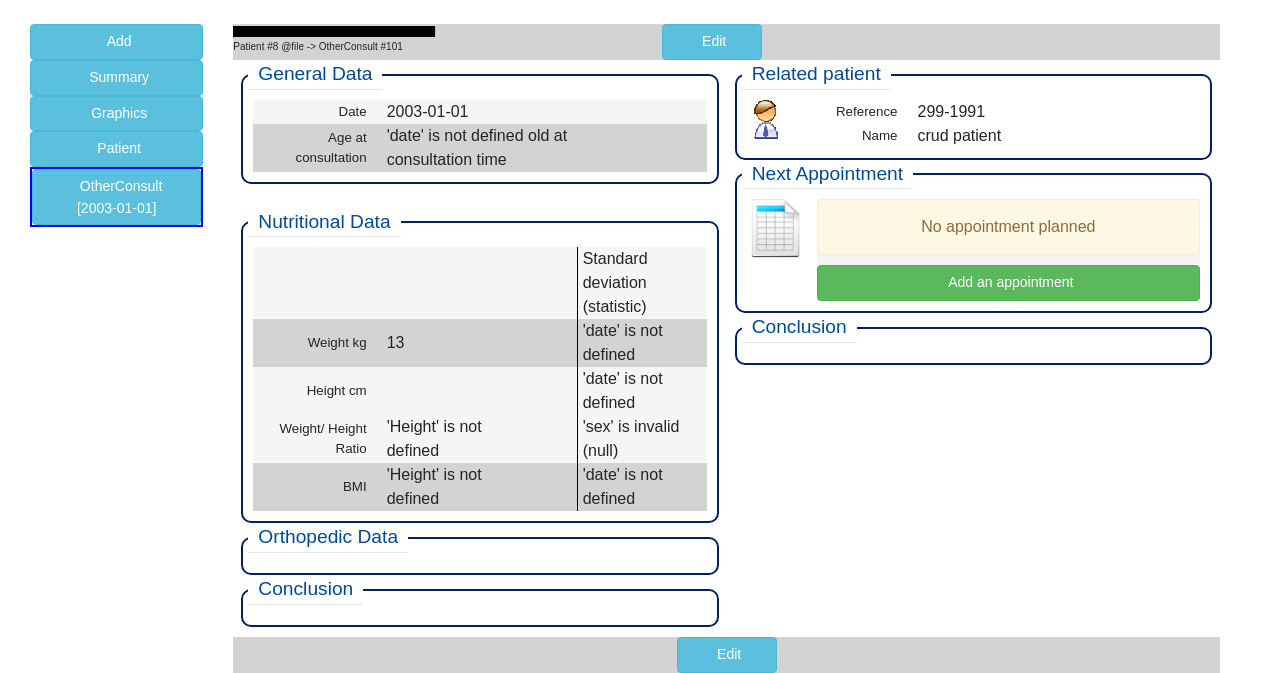 Add
Summary
Graphics
Patient
OtherConsult
[2003-01-01]
Edit
Patient #8 @file -> OtherConsult #101
General Data
Date 2003-01-01
Age at
consultation
'date' is not defined old at
consultation time
Nutritional Data
Standard
deviation
(statistic)
Weight kg 13
'date' is not
defined
Height cm
'date' is not
defined
Weight/ Height
Ratio
'Height' is not
defined
'sex' is invalid
(null)
BMI
'Height' is not
defined
'date' is not
defined
Orthopedic Data
Conclusion
Related patient
Reference 299-1991
Name crud patient
Next Appointment
No appointment planned
Add an appointment
Conclusion
Edit